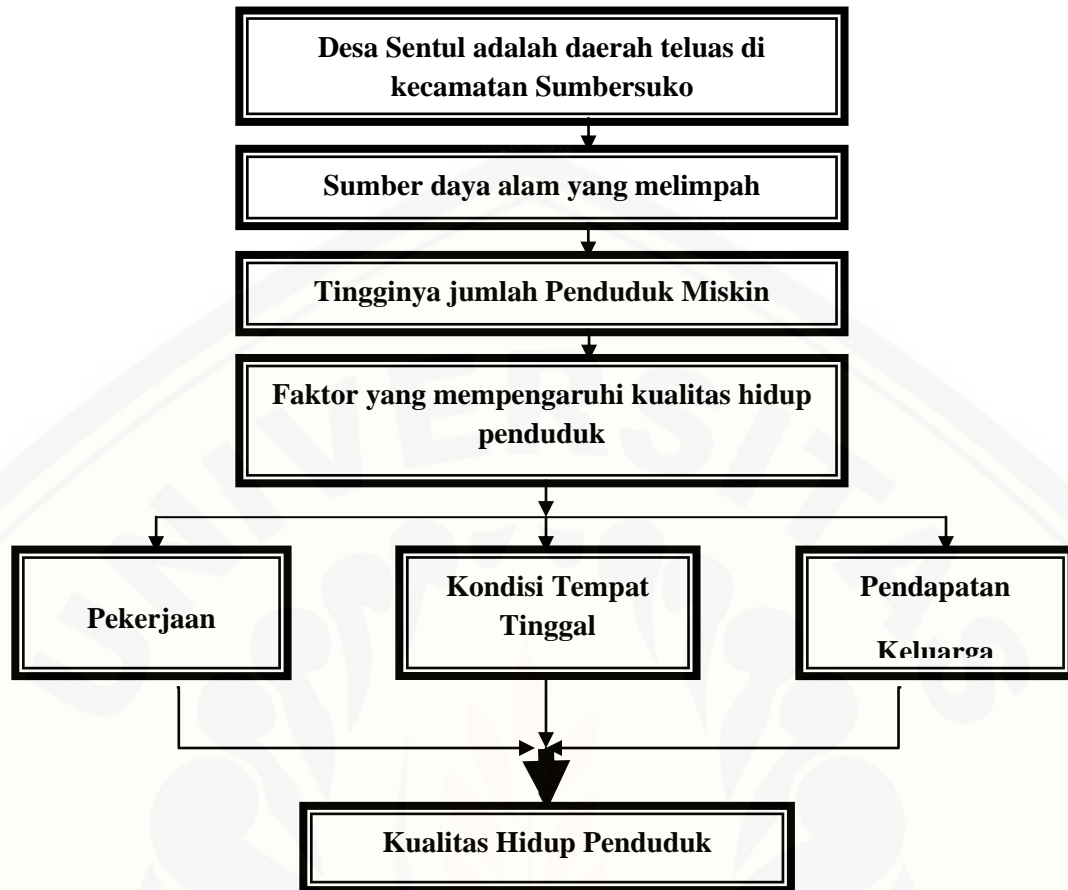 Desa Sentul adalah daerah teluas di
kecamatan Sumbersuko
Sumber daya alam yang melimpah
Tingginya jumlah Penduduk Miskin
Faktor yang mempengaruhi kualitas hidup
penduduk
Pekerjaan
Kondisi Tempat
Tinggal
Pendapatan
Keluarga
Kualitas Hidup Penduduk
UNIVERSITAS